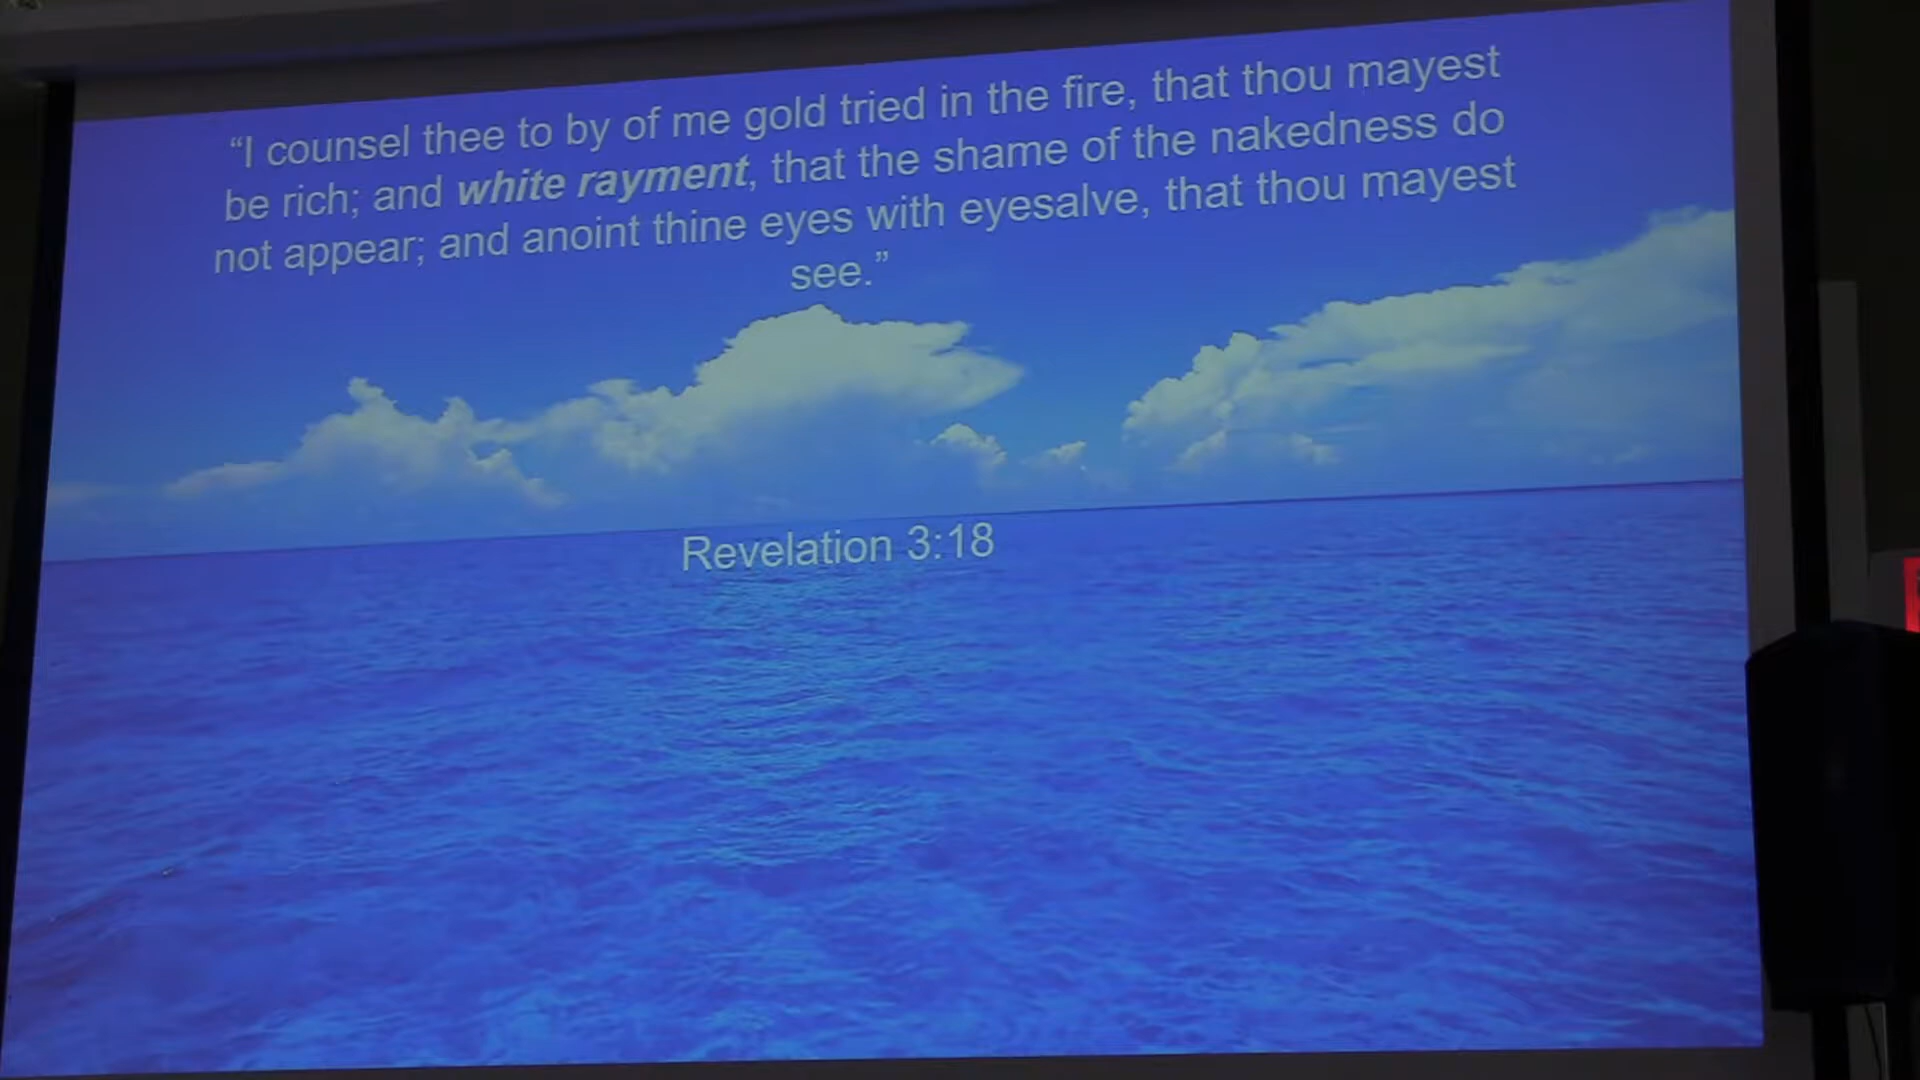 “I counsel thee to by of me gold tried in the fire, that thou mayest
be rich; and white rayment, that the shame of the nakedness do
not appear; and anoint thine eyes with eyesalve, that thou mayest
see.”
Revelation 3:18